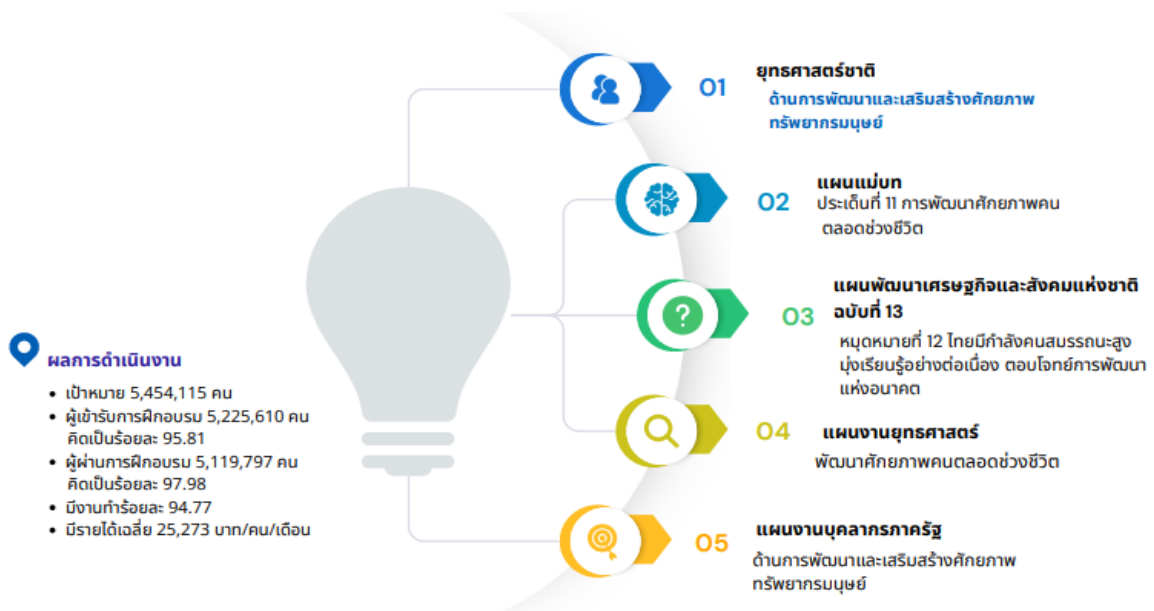 01
ยุทธศาสตร์ชาติ
ด้านการพัฒนาและเสริมสร้างศักยภาพ
ทรัพยากรมนุษย์
02
แผนแม่บท
ประเด็นที่ 11 การพัฒนาศักยภาพคน
ตลอดช่วงชีวิต
03
แผนพัฒนาเศรษฐกิจและสังคมแห่งชาติ
ฉบับที่ 13
หมุดหมายที่ 12 ไทยมีกำลังคนสมรรถนะสูง
มุ่งเรียนรู้อย่างต่อเนื่อง ตอบโจทย์การพัฒนา
แห่งอนาคต
04
แผนงานยุทธศาสตร์
พัฒนาศักยภาพคนตลอดช่วงชีวิต
05
แผนงานบุคลากรภาครัฐ
ด้านการพัฒนาและเสริมสร้างศักยภาพ
ทรัพยากรมนุษย์
ผลการดำเนินงาน
• เป้าหมาย 5,454,115 คน
• ผู้เข้ารับการฝึกอบรม 5,225,610 คน
คิดเป็นร้อยละ 95.81
• ผู้ผ่านการฝึกอบรม 5,119,797 คน
คิดเป็นร้อยละ 97.98
• มีงานทำร้อยละ 94.77
• มีรายได้เฉลี่ย 25,273 บาท/คน/เดือน